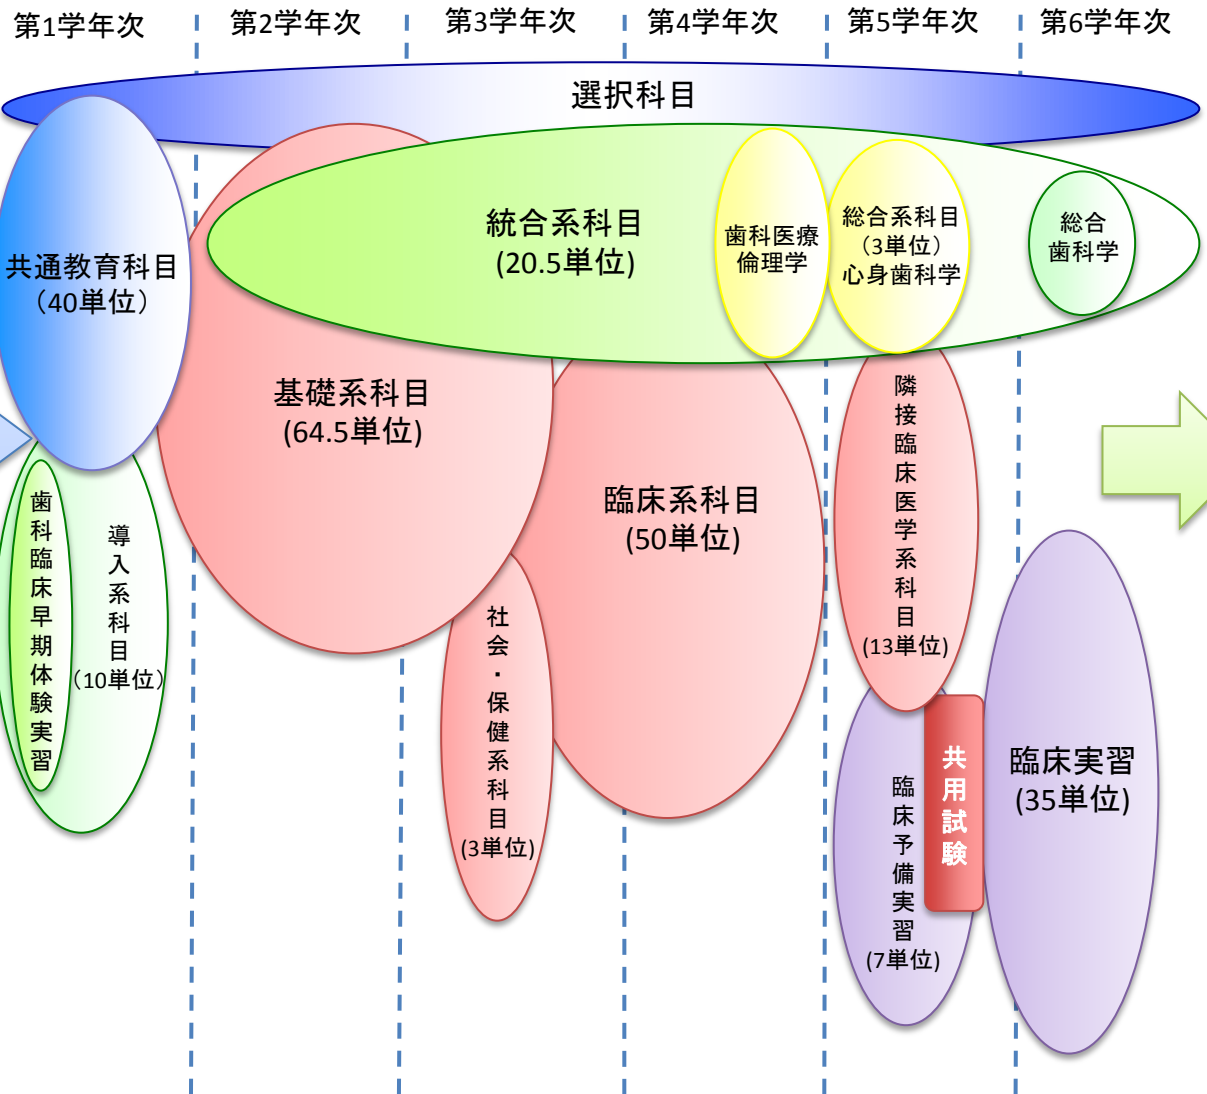 第1学年次
第2学年次
第3学年次
第4学年次
第5学年次
第6学年次
選択科目
共通教育科目
（40単位）
統合系科目
(20.5単位)
歯科医療
倫理学
総合系科目
（3単位）
心身歯科学
総合
歯科学
基礎系科目
(64.5単位)
臨床系科目
(50単位)
隣接臨床医学系科目
(13単位)
歯科臨床早期体験実習
導入系科目
（10単位）
社会・保健系科目
(3単位)
共用試験
臨床予備実習
(7単位)
臨床実習
(35単位)